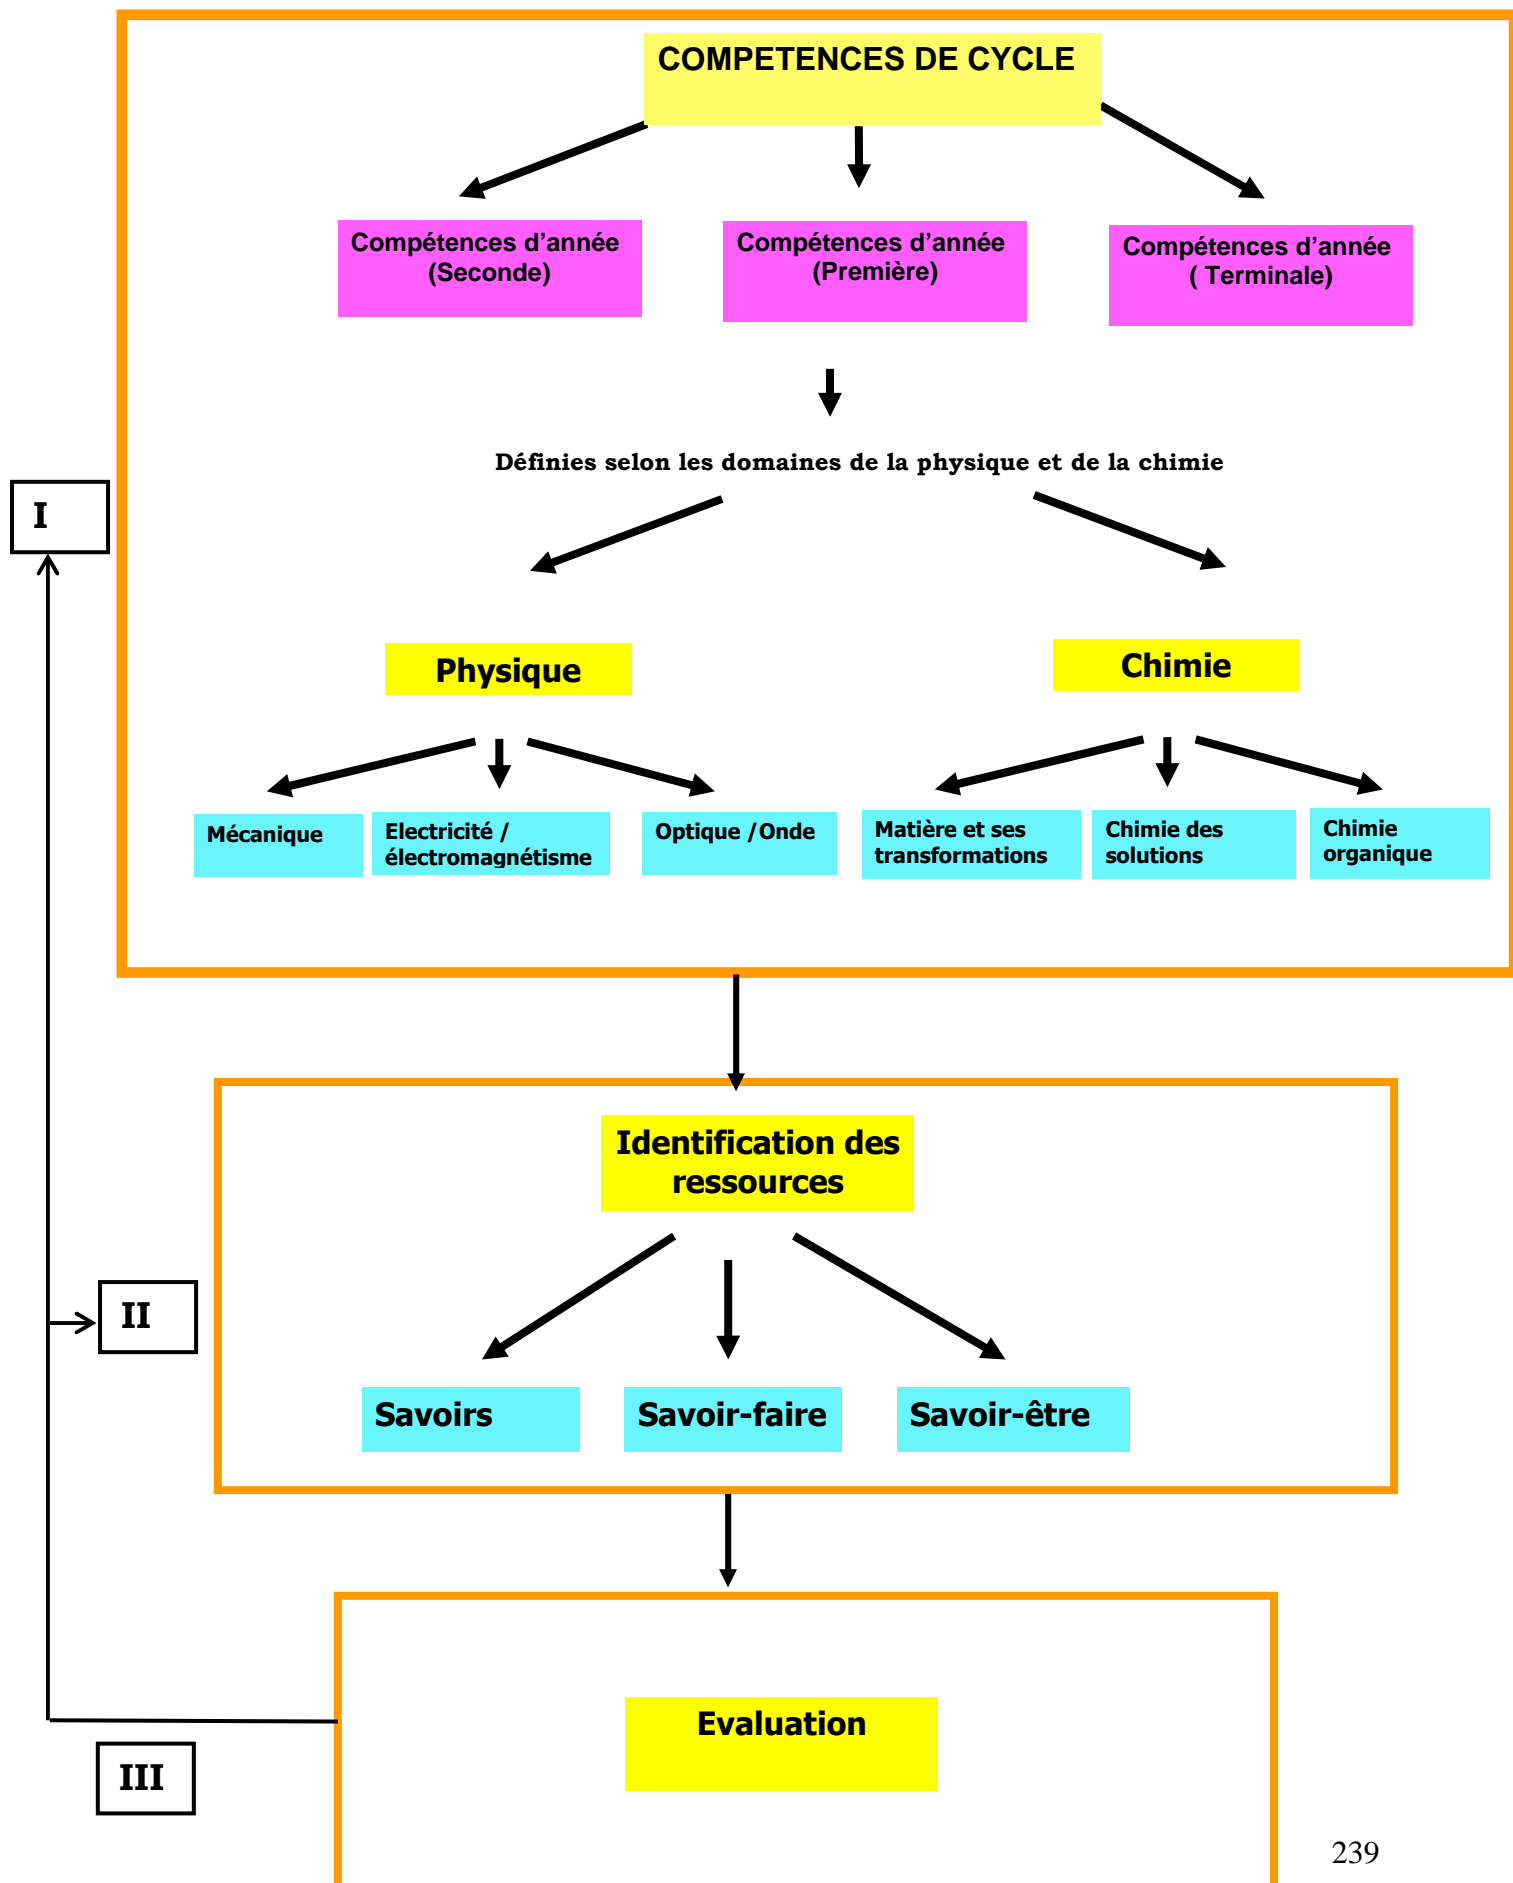 COMPETENCES DE CYCLE
Compétences d’année
(Seconde)
Compétences d’année
(Première)
Compétences d’année
( Terminale)
Définies selon les domaines de la physique et de la chimie
I
Physique
Chimie
Mécanique
Electricité /
électromagnétisme
Optique /Onde
Matière et ses
transformations
Chimie des
solutions
Chimie
organique
Identification des
ressources
II
Savoirs
Savoir-faire
Savoir-être
Evaluation
III
239